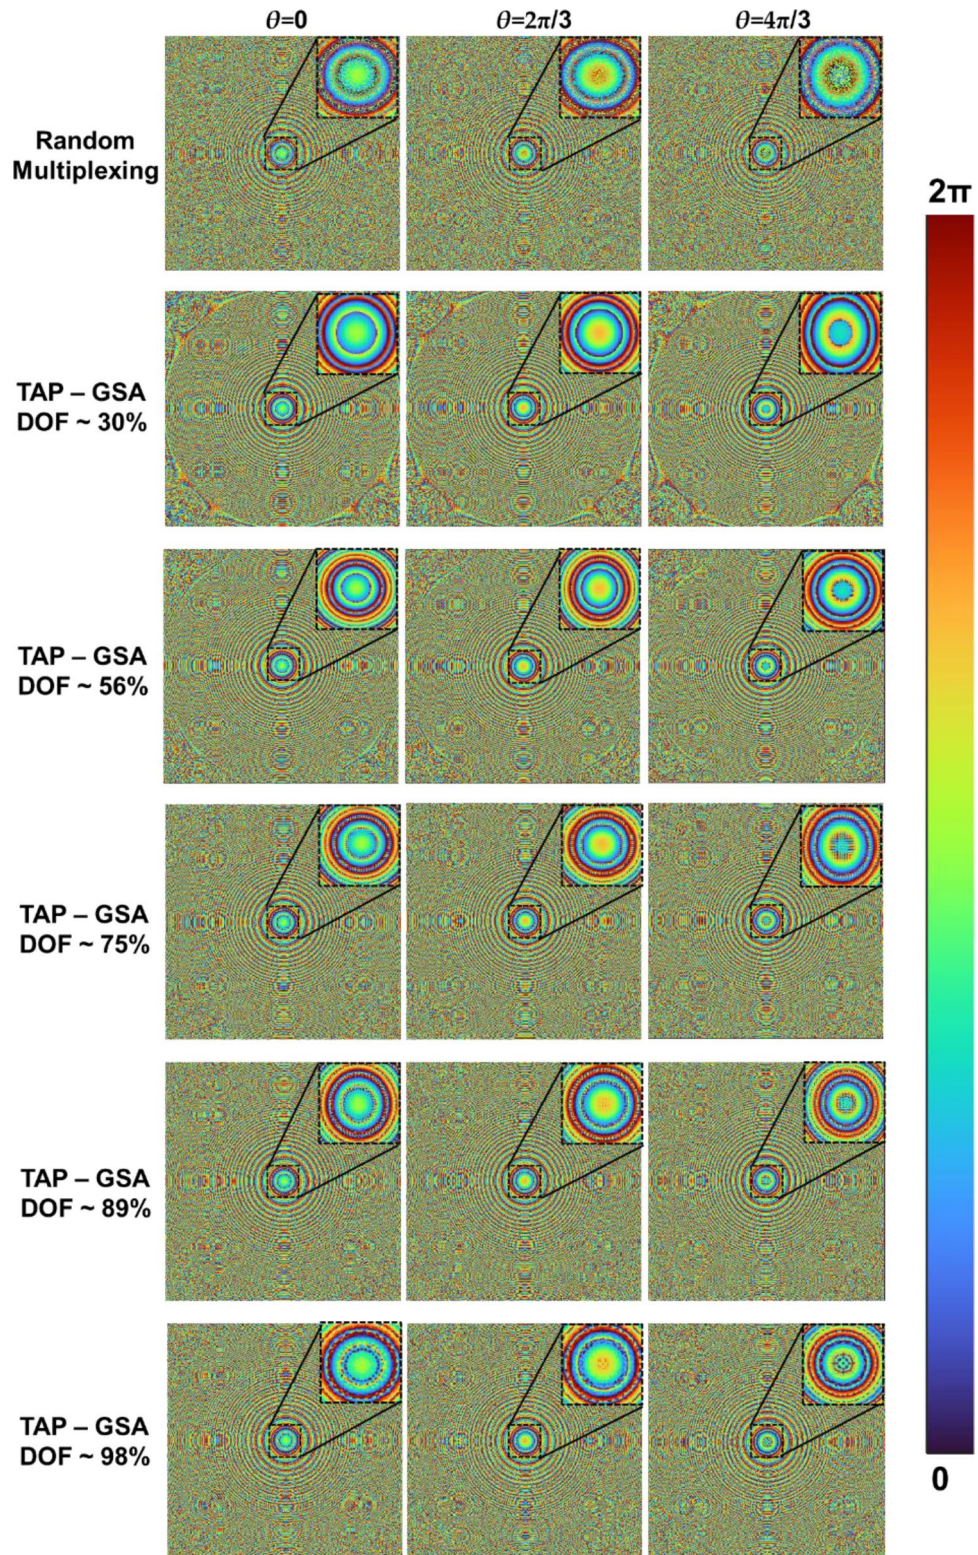 θ=0 θ=2π/3 θ=4π/3
Random
Multiplexing
2π
TAP – GSA
DOF ~ 30%
TAP – GSA
DOF ~ 56%
TAP – GSA
DOF ~ 75%
TAP – GSA
DOF ~ 89%
TAP – GSA
DOF ~ 98%
0